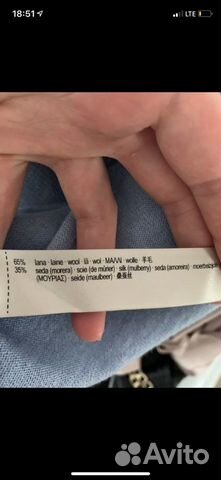 18:51
LTE
65% lana · laine · wool · lã · wol · ΜΑΛΛΙ · wolle · 羊毛
35% seda (morera) · soie (de mûrier) · silk (mulberry) · seda (amoreira) ·
(ΜΟΥΡΙΑΣ) · seide (maulbeer) · 桑蚕丝
Avito